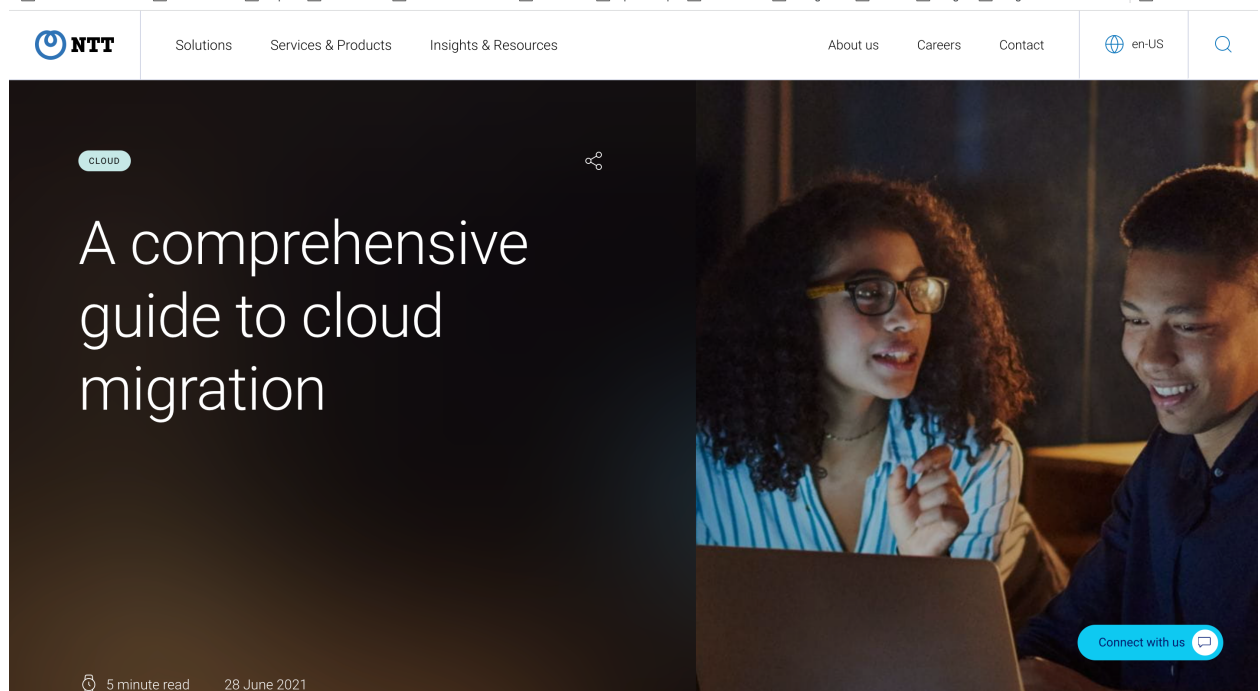 NTT
Solutions
Services & Products
Insights & Resources
About us
Careers
Contact
en-US
CLOUD
A comprehensive
guide to cloud
migration
5 minute read
28 June 2021
Connect with us